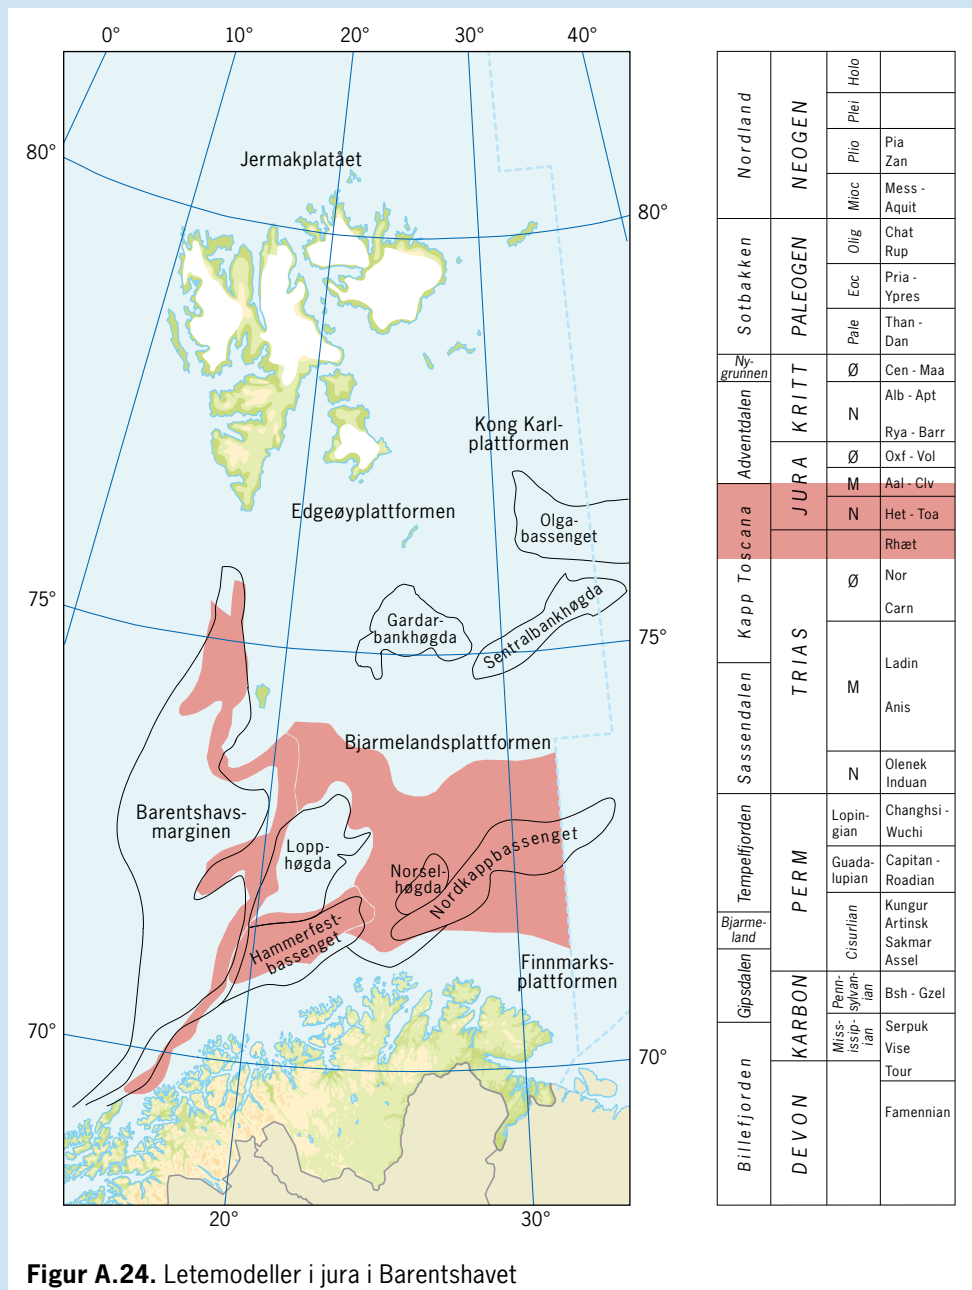 0°
10°
20°
30°
40°
80°
80°
75°
75°
70°
70°
20°
30°
Jermakplatået
Kong Karl-
plattformen
Edgeøyplattformen
Olga-
bassenget
Gardar-
bankhøgda
Sentralbankhøgda
Bjarmelandsplattformen
Barentshavs-
marginen
Lopp-
høgda
Norsel-
høgda
Nordkappbassenget
Hammerfest-
bassenget
Finnmarks-
plattformen
Nordland
Sotbakken
Ny-
grunnen
Adventdalen
Kapp Toscana
Sassendalen
Tempelfjorden
Bjarme-
land
Gipsdalen
Billefjorden
NEOGEN
PALEOGEN
KRITT
JURA
TRIAS
PERM
KARBON
DEVON
Holo
Plei
Plio
Mioc
Olig
Eoc
Pale
Ø
N
Ø
M
N
Ø
M
N
Lopin-
gian
Guada-
lupian
Cisurlian
Penn-
sylvan-
ian
Miss-
issip-
ian
Pia
Zan
Mess -
Aquit
Chat
Rup
Pria -
Ypres
Than -
Dan
Cen - Maa
Alb - Apt
Rya - Barr
Oxf - Vol
Aal - Clv
Het - Toa
Rhæt
Nor
Carn
Ladin
Anis
Olenek
Induan
Changhsi -
Wuchi
Capitan -
Roadian
Kungur
Artinsk
Sakmar
Assel
Bsh - Gzel
Serpuk
Vise
Tour
Famennian
Figur A.24. Letemodeller i jura i Barentshavet